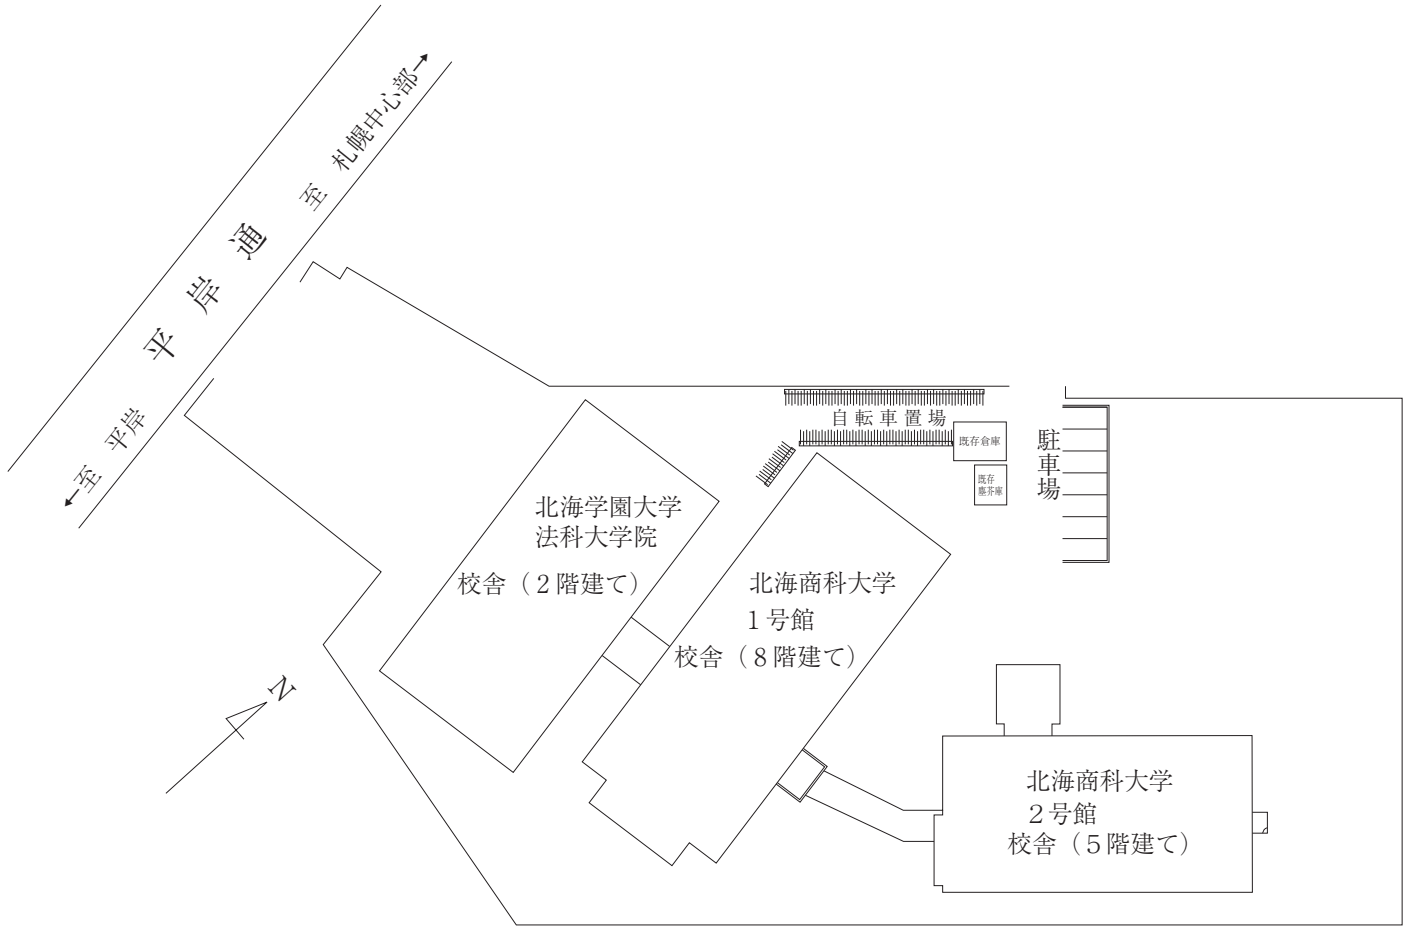 至 札幌中心部→
平岸通
←至 平岸
自転車置場
既存倉庫
既存
塵芥庫
駐車場
北海学園大学
法科大学院
校舎（２階建て）
北海商科大学
１号館
校舎（８階建て）
N
北海商科大学
２号館
校舎（５階建て）